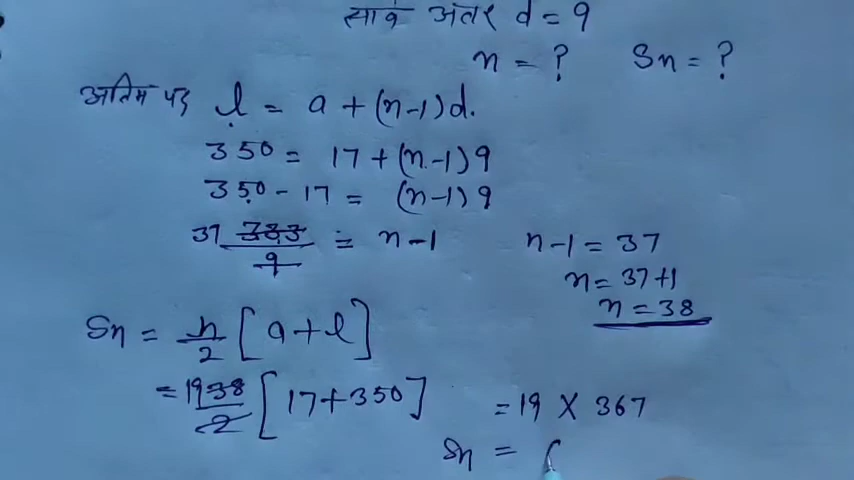 सार्व अंतर d = 9
n = ? Sn = ?
अंतिम पद l = a + (n-1)d.
350 = 17 + (n-1)9
350 - 17 = (n-1)9
37 333/9 = n-1
n-1 = 37
n = 37+1
n = 38
Sn = n/2 [a+l]
= 19 38/2 [17+350] = 19 × 367
Sn =